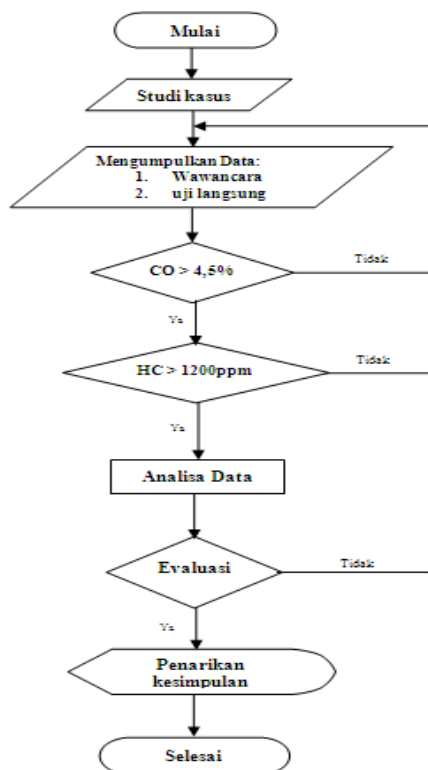 Mulai
Studi kasus
Mengumpulkan Data:
1. Wawancara
2. uji langsung
CO > 4,5%
Tidak
Ya
HC > 1200ppm
Tidak
Ya
Analisa Data
Evaluasi
Tidak
Ya
Penarikan
kesimpulan
Selesai